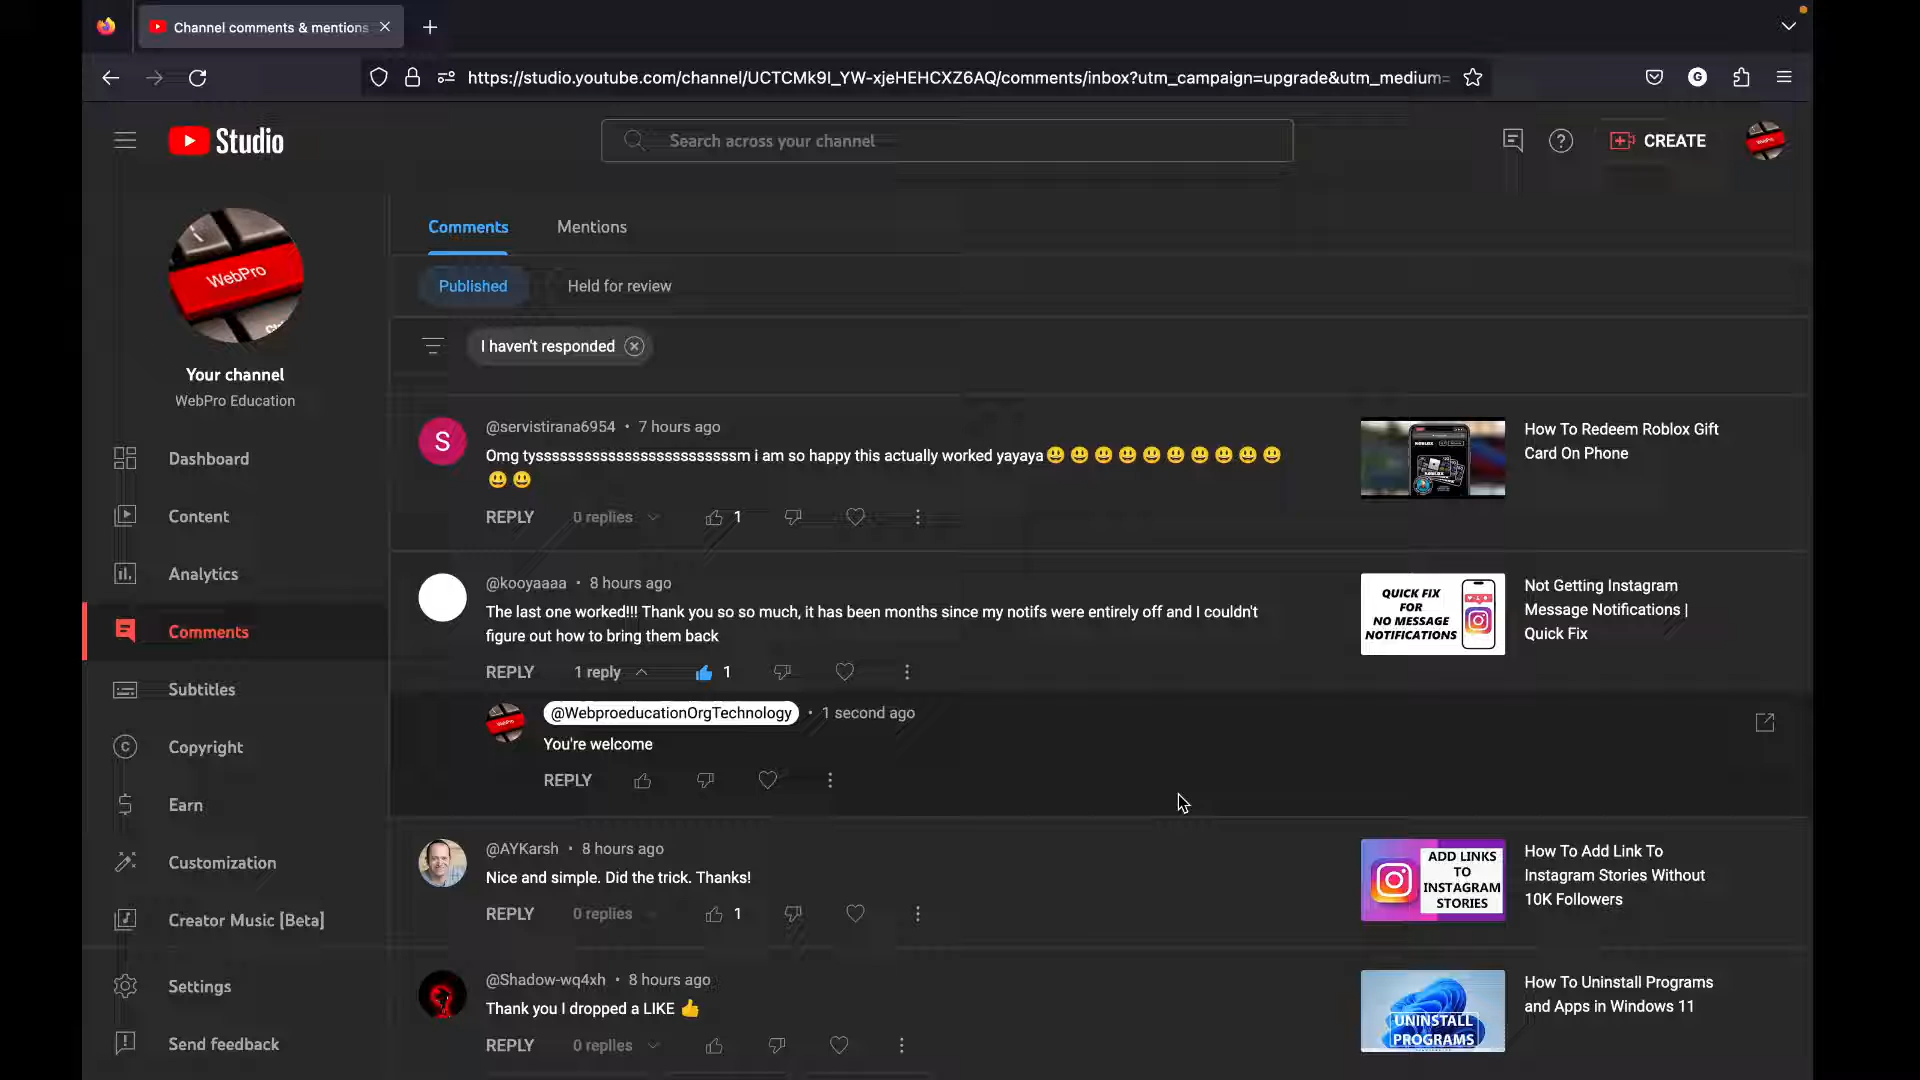 Channel comments & mentions
https://studio.youtube.com/channel/UCTCMk9I_YW-xjeHEHCXZ6AQ/comments/inbox?utm_campaign=upgrade&utm_medium=
Studio
Search across your channel
CREATE
WebPro
Your channel
WebPro Education
Dashboard
Content
Analytics
Comments
Subtitles
Copyright
Earn
Customization
Creator Music [Beta]
Settings
Send feedback
Comments
Mentions
Published
Held for review
I haven't responded
S
@servistirana6954 • 7 hours ago
Omg tyssssssssssssssssssssssssssm i am so happy this actually worked yayaya😃😃😃😃😃😃😃😃😃😃
😃😃
REPLY 0 replies 1
How To Redeem Roblox Gift
Card On Phone
@kooyaaaa • 8 hours ago
The last one worked!!! Thank you so so much, it has been months since my notifs were entirely off and I couldn't
figure out how to bring them back
REPLY 1 reply 1
QUICK FIX
FOR
NO MESSAGE
NOTIFICATIONS
Not Getting Instagram
Message Notifications |
Quick Fix
@WebproeducationOrgTechnology • 1 second ago
You're welcome
REPLY
@AYKarsh • 8 hours ago
Nice and simple. Did the trick. Thanks!
REPLY 0 replies 1
ADD LINKS
TO
INSTAGRAM
STORIES
How To Add Link To
Instagram Stories Without
10K Followers
@Shadow-wq4xh • 8 hours ago
Thank you I dropped a LIKE 👍
REPLY 0 replies
UNINSTALL
PROGRAMS
How To Uninstall Programs
and Apps in Windows 11